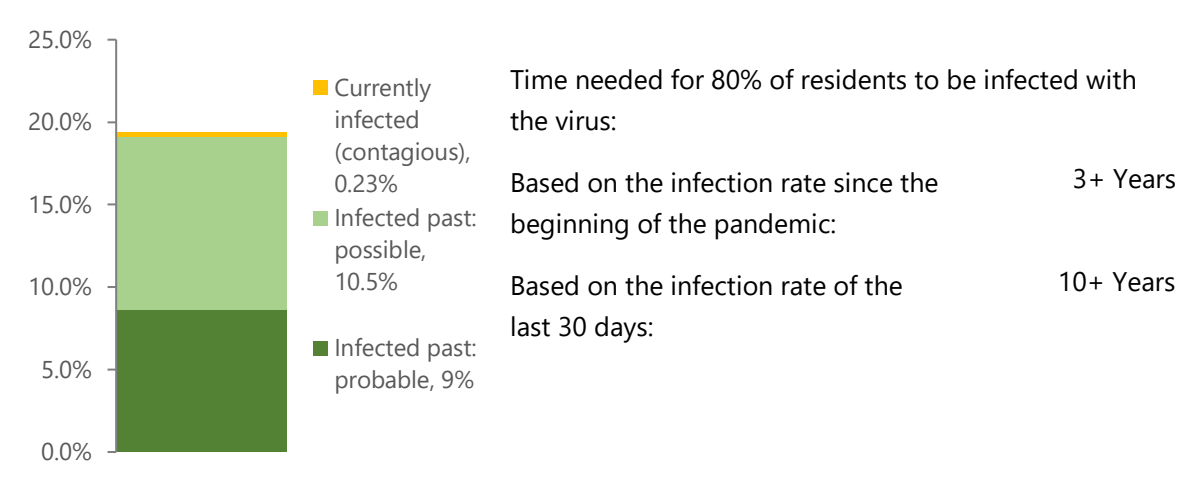 25.0%
20.0%
15.0%
10.0%
5.0%
0.0%
Currently
infected
(contagious),
0.23%
Infected past:
possible,
10.5%
Infected past:
probable, 9%
Time needed for 80% of residents to be infected with
the virus:
Based on the infection rate since the
beginning of the pandemic:
3+ Years
Based on the infection rate of the
last 30 days:
10+ Years